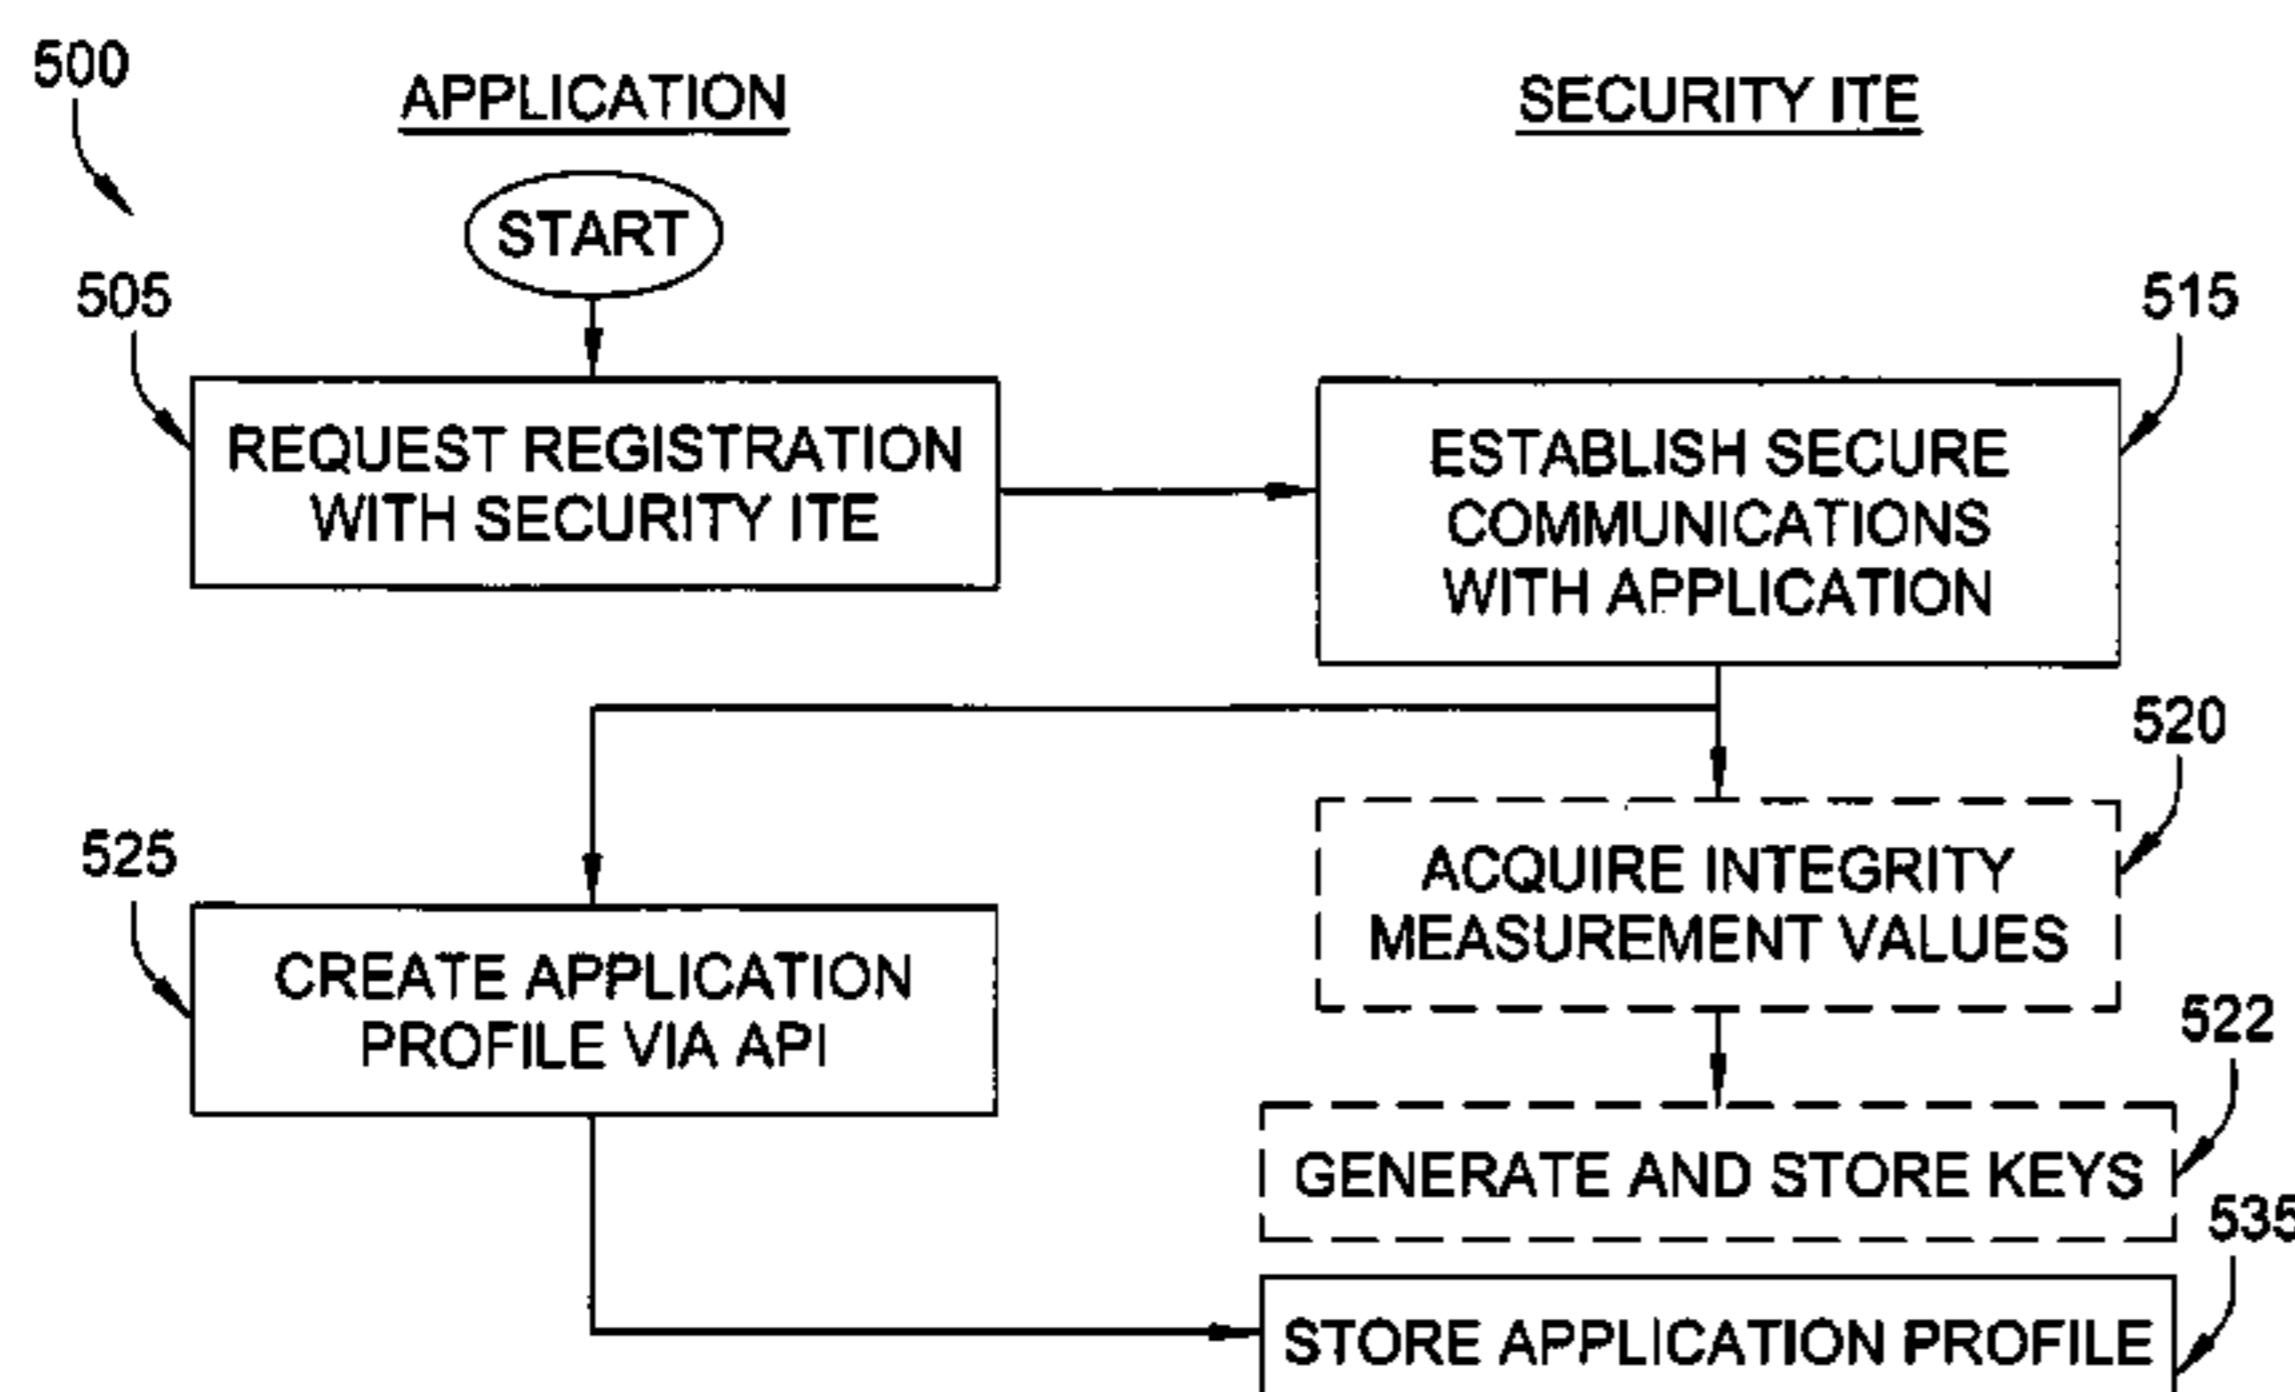 500
APPLICATION
SECURITY ITE
START
505
515
REQUEST REGISTRATION
WITH SECURITY ITE
ESTABLISH SECURE
COMMUNICATIONS
WITH APPLICATION
520
525
ACQUIRE INTEGRITY
MEASUREMENT VALUES
CREATE APPLICATION
PROFILE VIA API
522
GENERATE AND STORE KEYS
535
STORE APPLICATION PROFILE